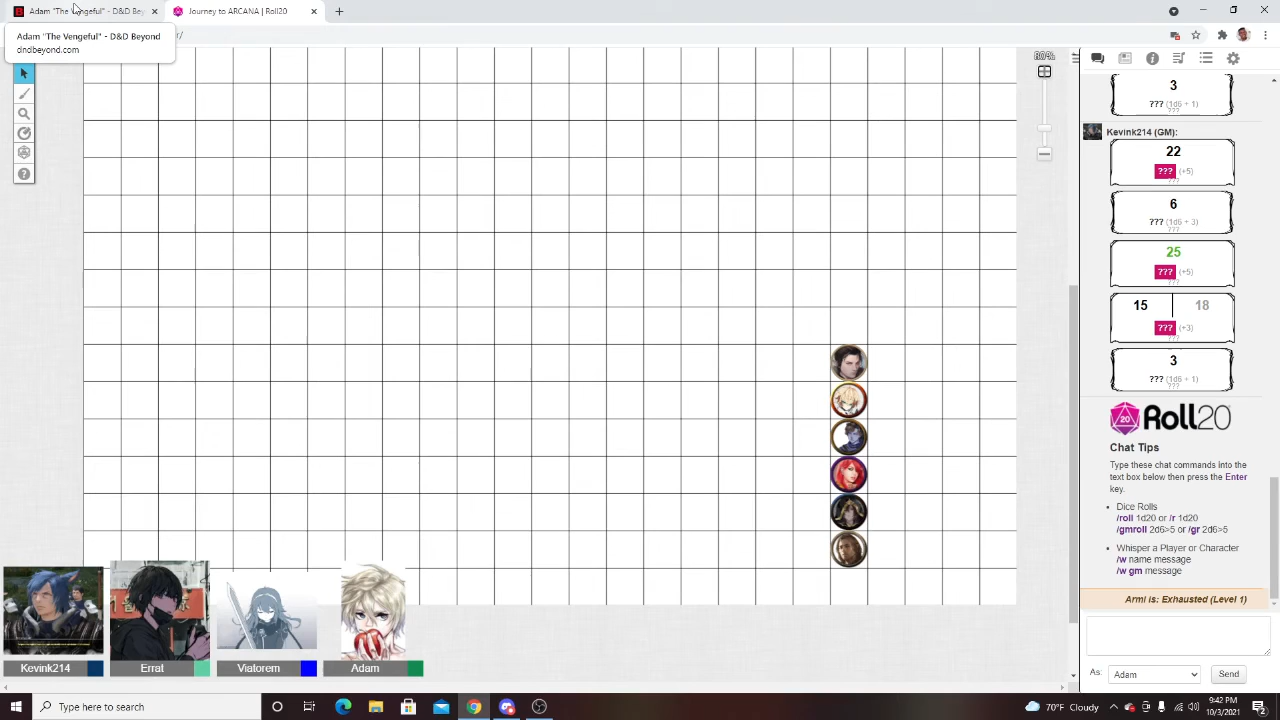 Adam "The Vengeful" - D&D Bey
Journey to ARCANA | Roll20
Adam "The Vengeful" - D&D Beyond
dndbeyond.com
80%
3
??? (1d6 + 1)
???
Kevink214 (GM):
22
??? (+5)
???
6
??? (1d6 + 3)
???
25
??? (+5)
???
15 18
??? (+3)
???
3
??? (1d6 + 1)
???
20 Roll20
Chat Tips
Type these chat commands into the
text box below then press the Enter
key.
• Dice Rolls
/roll 1d20 or /r 1d20
/gmroll 2d6>5 or /gr 2d6>5
• Whisper a Player or Character
/w name message
/w gm message
Armi is: Exhausted (Level 1)
As: Adam Send
Kevink214
Errat
Viatorem
Adam
Type here to search
70°F Cloudy
9:42 PM
10/3/2021
2